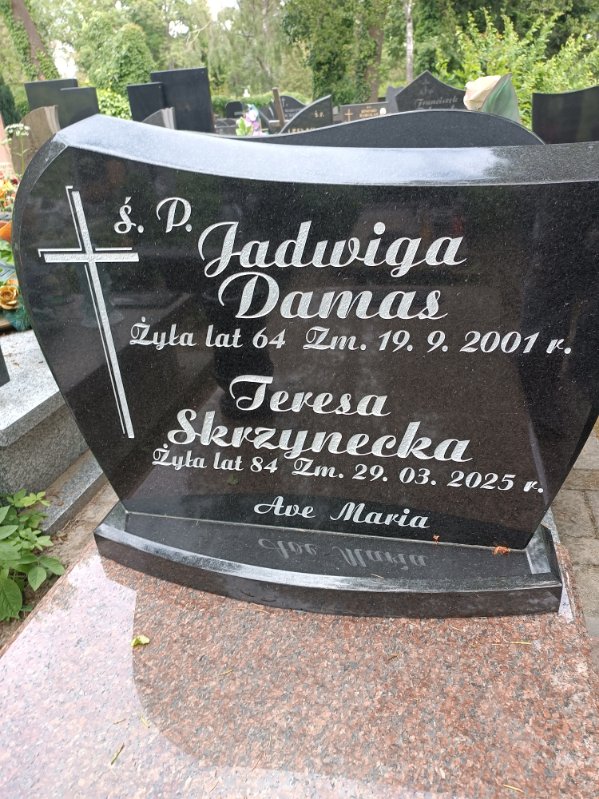 ś. P.
Jadwiga
Damas
Żyła lat 64 Zm. 19. 9. 2001 r.
Teresa
Skrzynecka
Żyła lat 84 Zm. 29. 03. 2025 r.
Ave Maria
Franciszek